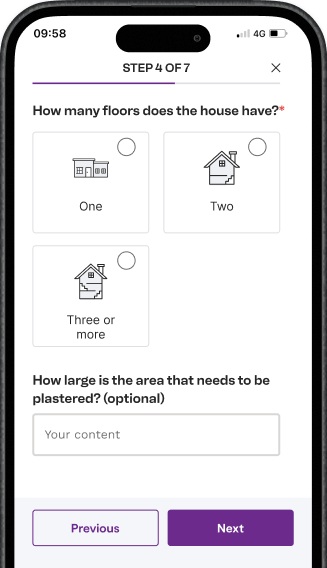 09:58
4G
STEP 4 OF 7
How many floors does the house have?*
One
Two
Three or
more
How large is the area that needs to be
plastered? (optional)
Your content
Previous
Next